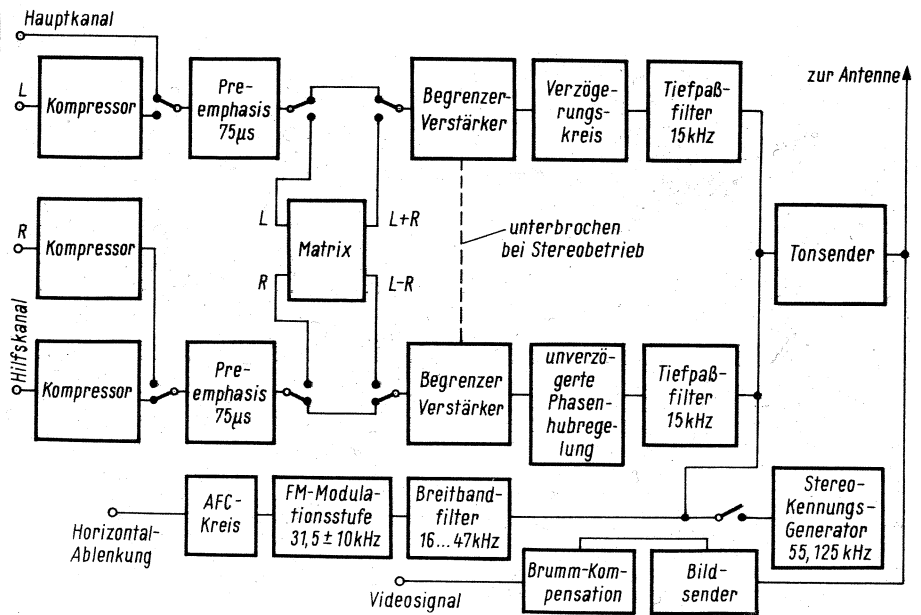 Hauptkanal
L
Kompressor
Pre-
emphasis
75µs
Begrenzer-
Verstärker
Verzöge-
rungs-
kreis
Tiefpaß-
filter
15kHz
zur Antenne
R
Kompressor
L
L+R
Matrix
R
L-R
unterbrochen
bei Stereobetrieb
Tonsender
Hilfskanal
Kompressor
Pre-
emphasis
75µs
Begrenzer
Verstärker
unverzö-
gerte
Phasen-
hubrege-
lung
Tiefpaß-
filter
15kHz
Horizontal-
Ablenkung
AFC-
Kreis
FM-Modula-
tionsstufe
31,5 ± 10kHz
Breitband-
filter
16...47kHz
Stereo-
Kennungs-
Generator
55,125 kHz
Videosignal
Brumm-Kom-
pensation
Bild-
sender